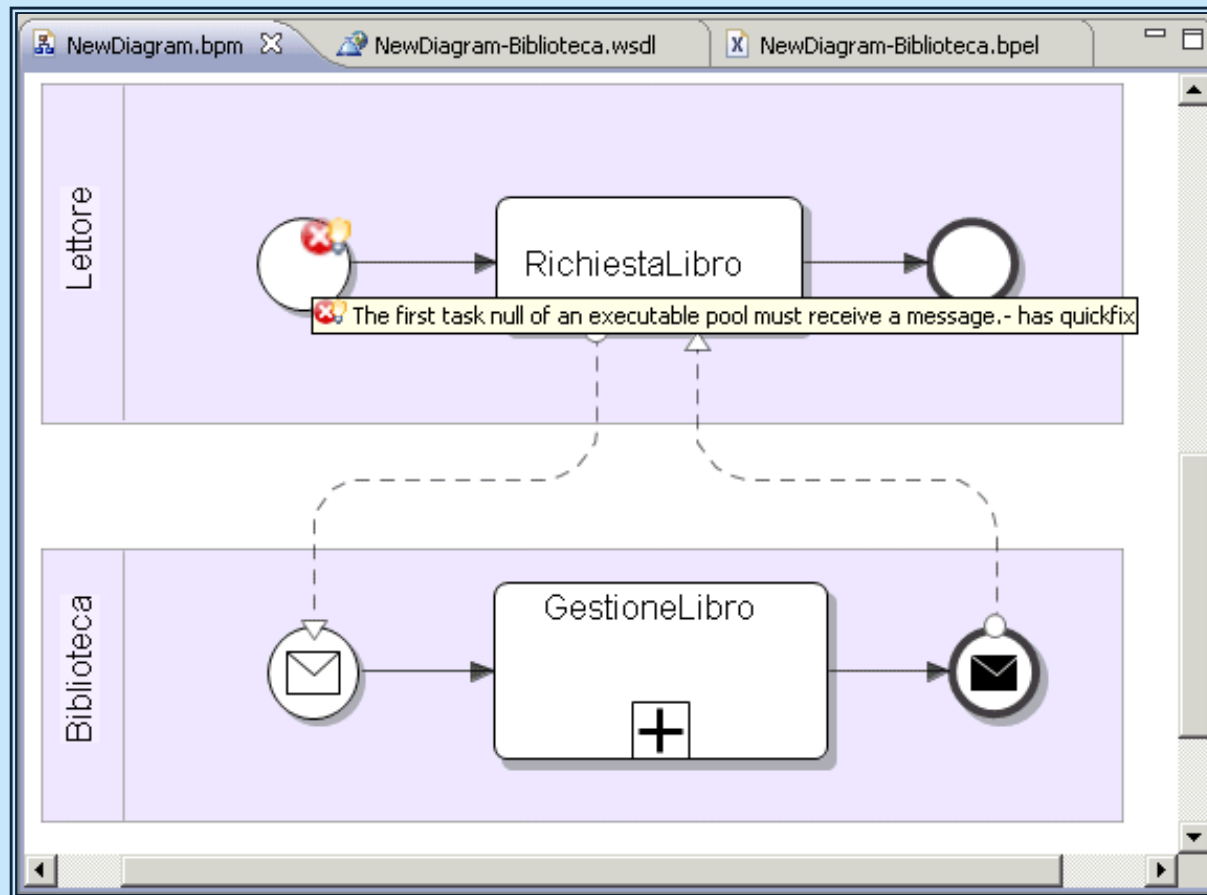 NewDiagram.bpm
NewDiagram-Biblioteca.wsdl
NewDiagram-Biblioteca.bpel
Lettore
RichiestaLibro
The first task null of an executable pool must receive a message.- has quickfix
Biblioteca
GestioneLibro